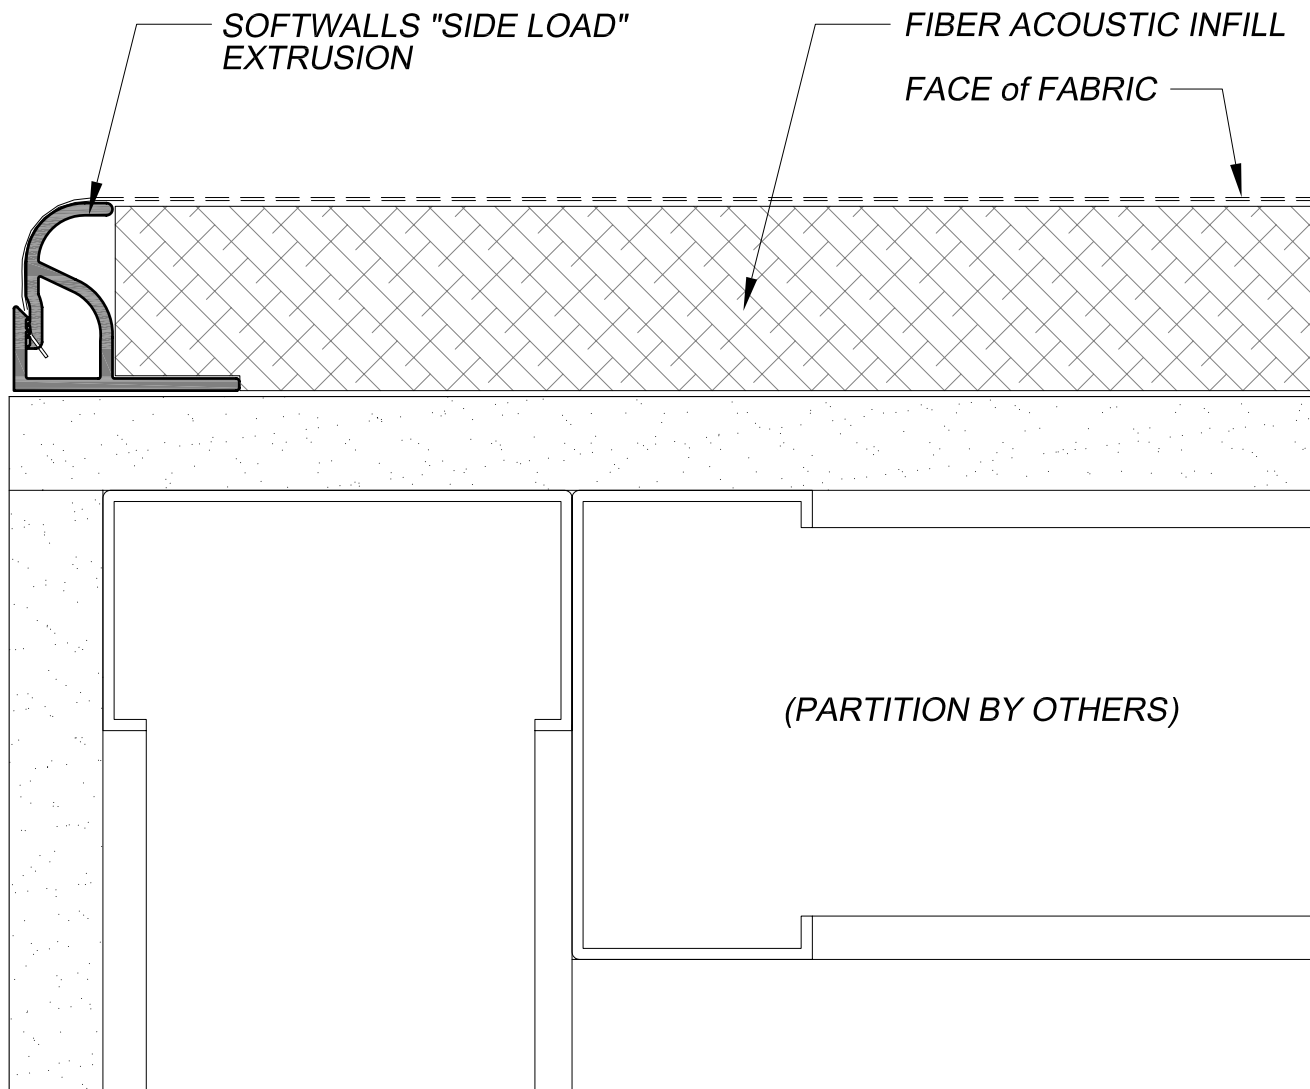 SOFTWALLS "SIDE LOAD"
EXTRUSION
FIBER ACOUSTIC INFILL
FACE of FABRIC
(PARTITION BY OTHERS)